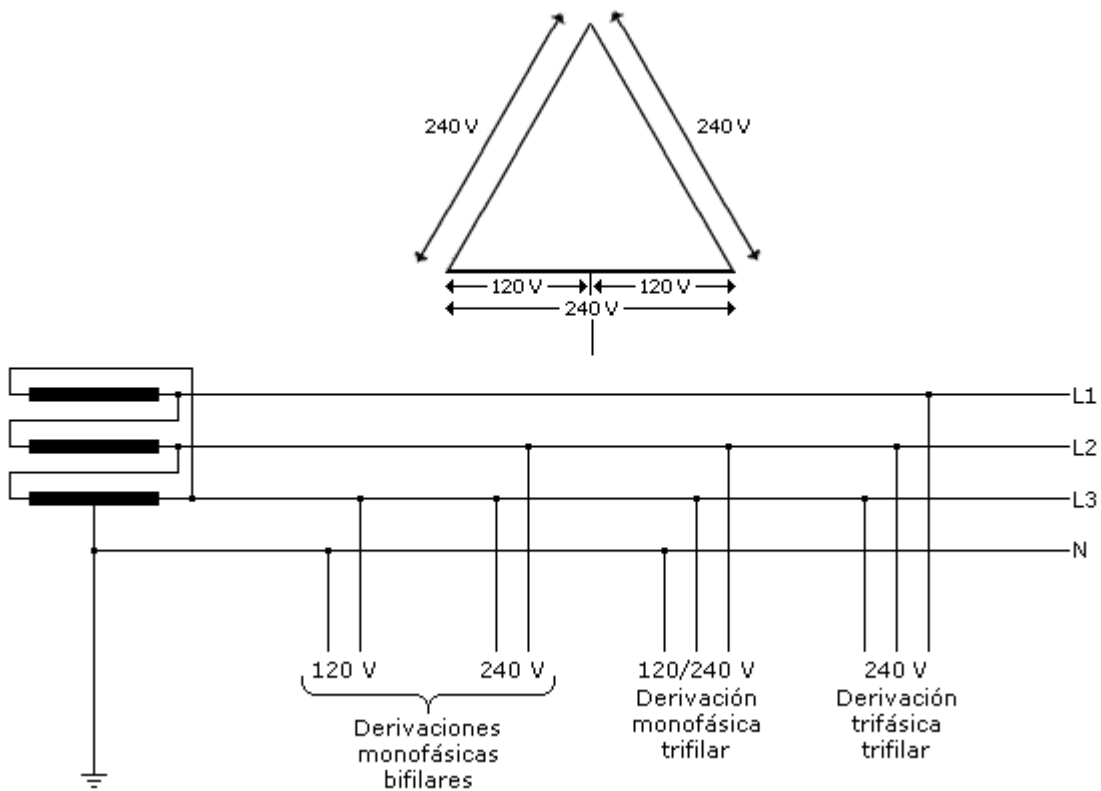 240 V
240 V
120 V
120 V
240 V
L1
L2
L3
N
120 V
240 V
120/240 V
240 V
Derivaciones
monofásicas
bifilares
Derivación
monofásica
trifilar
Derivación
trifásica
trifilar